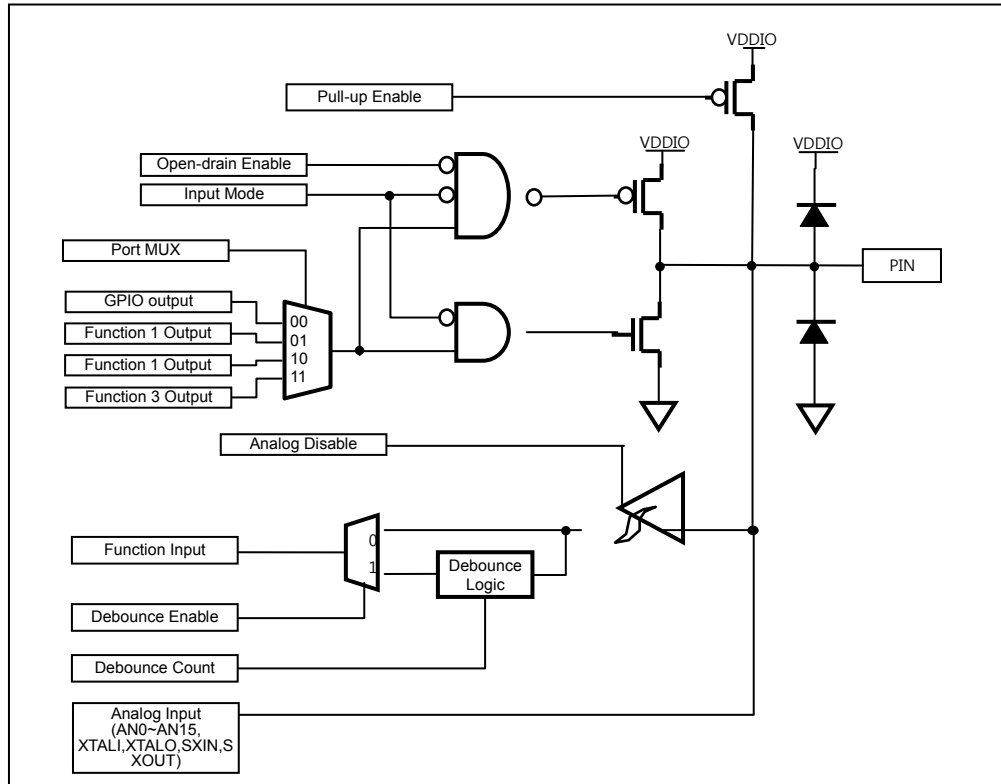 VDDIO
Pull-up Enable
Open-drain Enable
VDDIO
VDDIO
Input Mode
Port MUX
PIN
GPIO output
00
Function 1 Output
01
Function 1 Output
10
11
Function 3 Output
Analog Disable
Function Input
0
1
Debounce
Logic
Debounce Enable
Debounce Count
Analog Input
(AN0~AN15,
XTALI,XTALO,SXIN,S
XOUT)